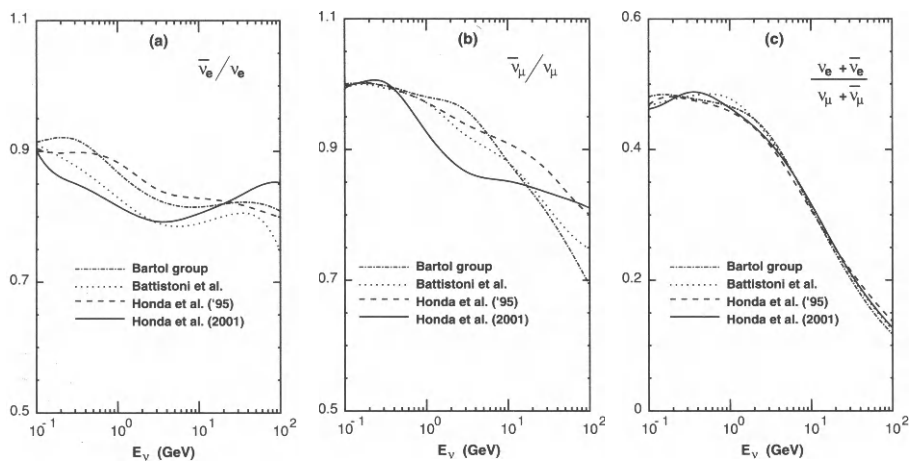 1.1
(a)
ν̅e/νe
0.9
0.7
Bartol group
Battistoni et al.
Honda et al. ('95)
Honda et al. (2001)
0.5
10⁻¹ 10⁰ 10¹ 10²
Eν (GeV)
1.1
(b)
ν̅μ/νμ
0.9
0.7
Bartol group
Battistoni et al.
Honda et al. ('95)
Honda et al. (2001)
0.5
10⁻¹ 10⁰ 10¹ 10²
Eν (GeV)
0.6
(c)
νe + ν̅e
νμ + ν̅μ
0.4
0.2
Bartol group
Battistoni et al.
Honda et al. ('95)
Honda et al. (2001)
0
10⁻¹ 10⁰ 10¹ 10²
Eν (GeV)